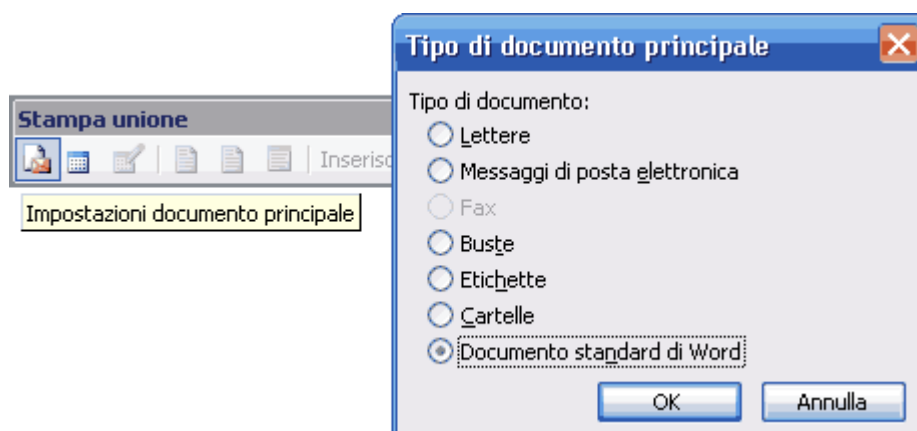 Stampa unione
Impostazioni documento principale
Tipo di documento principale
Tipo di documento:
Lettere
Messaggi di posta elettronica
Fax
Buste
Etichette
Cartelle
Documento standard di Word
OK
Annulla